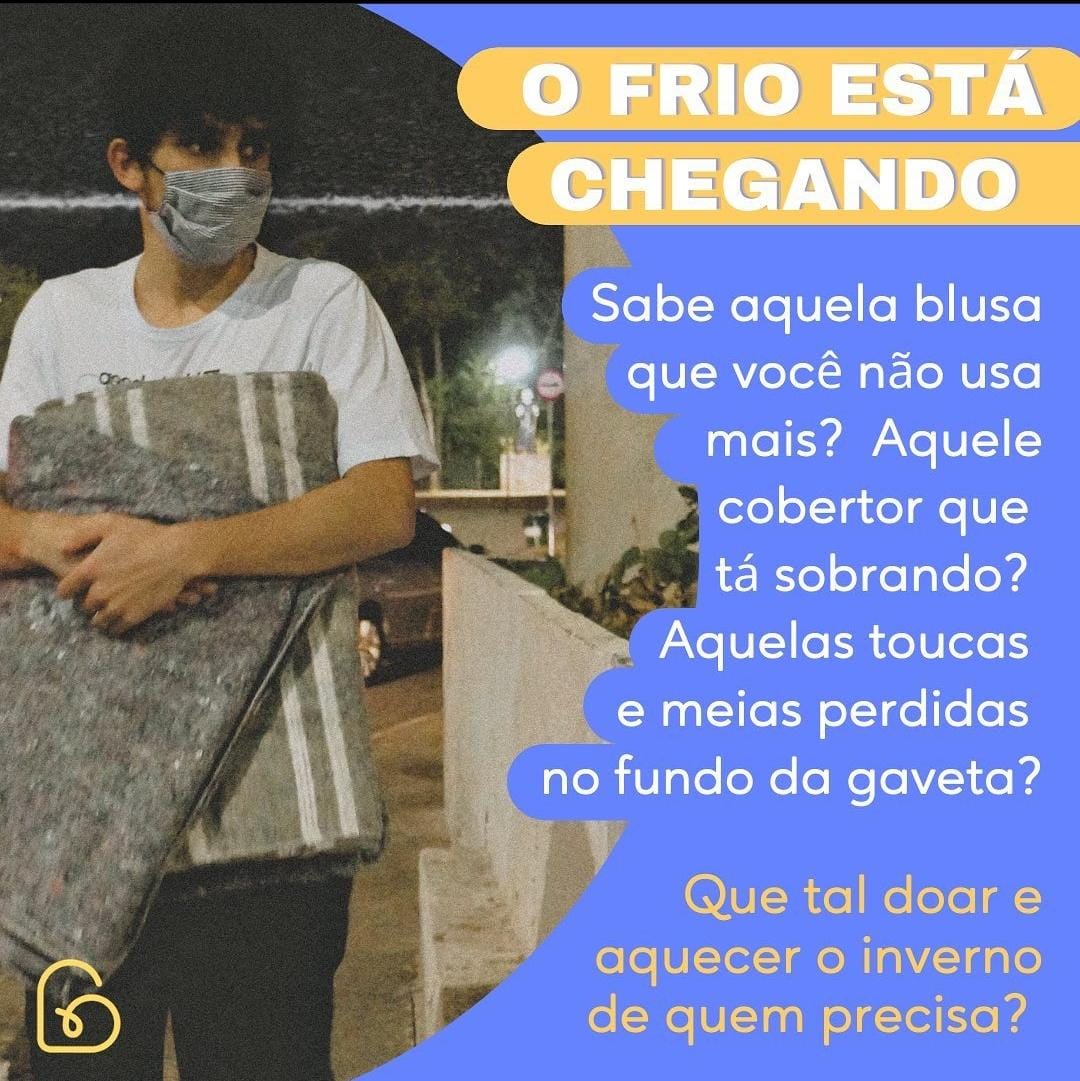 O FRIO ESTÁ
CHEGANDO
Sabe aquela blusa
que você não usa
mais? Aquele
cobertor que
tá sobrando?
Aquelas toucas
e meias perdidas
no fundo da gaveta?
Que tal doar e
aquecer o inverno
de quem precisa?